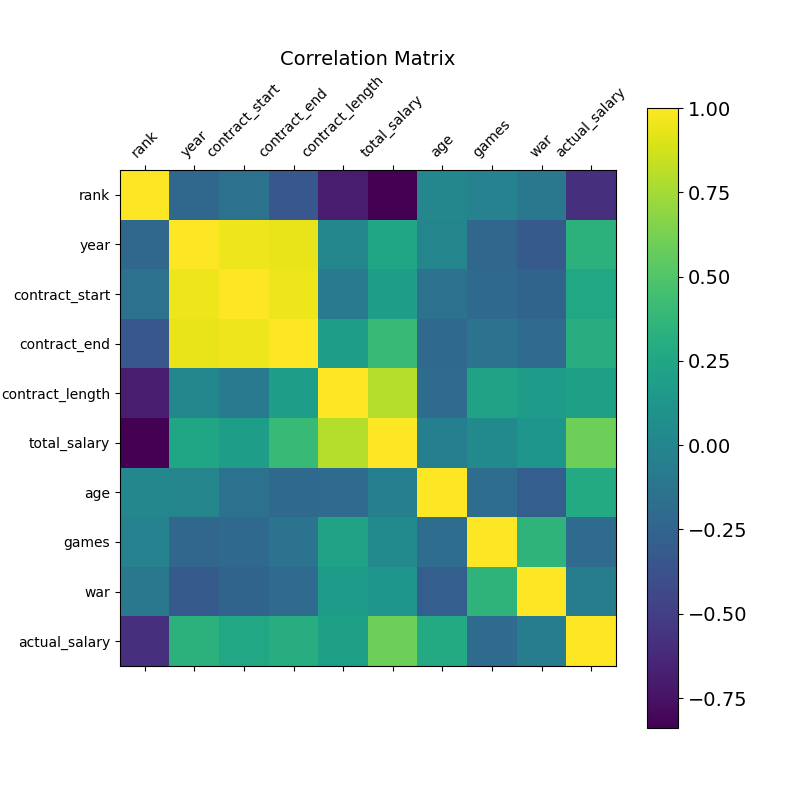 Correlation Matrix
rank
year
contract_start
contract_end
contract_length
total_salary
age
games
war
actual_salary
rank
year
contract_start
contract_end
contract_length
total_salary
age
games
war
actual_salary
1.00
0.75
0.50
0.25
0.00
−0.25
−0.50
−0.75